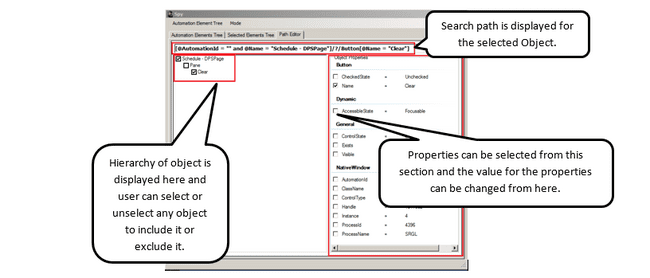 Spy
Automation Element Tree Mode
Automation Elements Tree Selected Elements Tree Path Editor
[@AutomationId = "" and @Name = "Schedule - DPSPage"]/?/Button[@Name = "Clear"]
Search path is displayed for
the selected Object.
Schedule - DPSPage
Pane
Clear
Object Properties
Button
CheckedState = Unchecked
Name = Clear
Dynamic
AccessibleState = Focusable
General
ControlState =
Exists
Visible
NativeWindow
AutomationId
ClassName
ControlType
Handle
Instance = 4
ProcessId = 4396
ProcessName = SRGL
Hierarchy of object is
displayed here and
user can select or
unselect any object
to include it or
exclude it.
Properties can be selected from this
section and the value for the properties
can be changed from here.